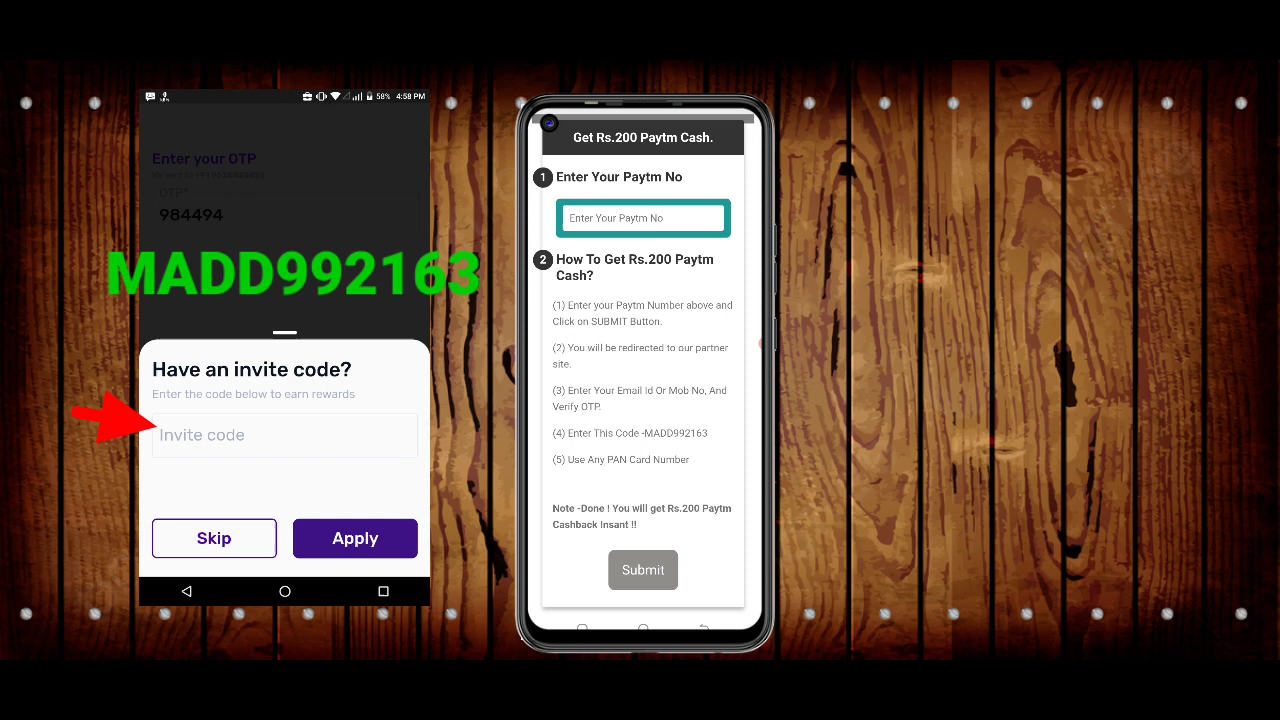 58% 4:58 PM
Enter your OTP
OTP*
984494
MADD992163
Have an invite code?
Enter the code below to earn rewards
Invite code
Skip
Apply
Get Rs.200 Paytm Cash.
1 Enter Your Paytm No
Enter Your Paytm No
2 How To Get Rs.200 Paytm
Cash?
(1) Enter your Paytm Number above and
Click on SUBMIT Button.
(2) You will be redirected to our partner
site.
(3) Enter Your Email Id Or Mob No, And
Verify OTP.
(4) Enter This Code -MADD992163
(5) Use Any PAN Card Number
Note -Done ! You will get Rs.200 Paytm
Cashback Insant !!
Submit